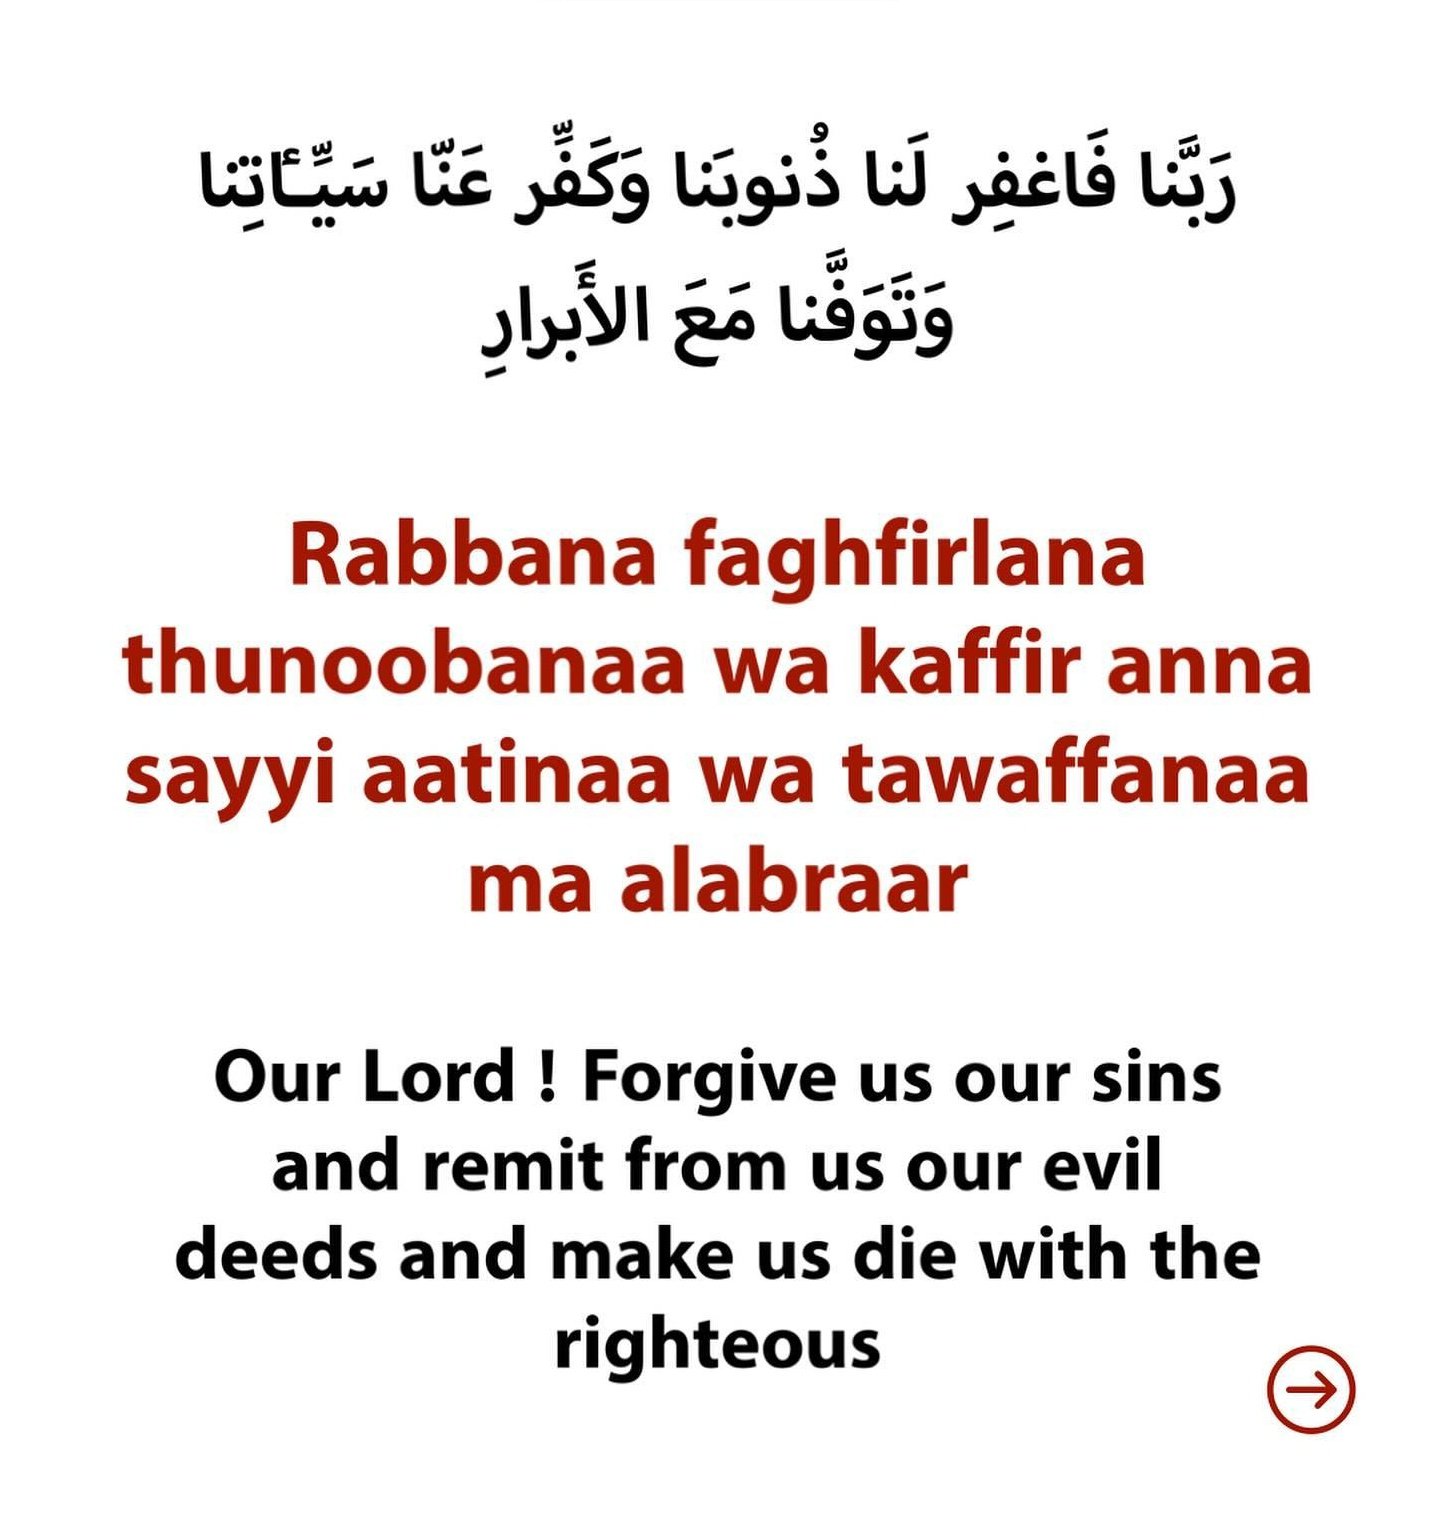 رَبَّنا فَاغفِر لَنا ذُنوبَنا وَكَفِّر عَنّا سَيِّـٔاتِنا
وَتَوَفَّنا مَعَ الأَبرارِ
Rabbana faghfirlana
thunoobanaa wa kaffir anna
sayyi aatinaa wa tawaffanaa
ma alabraar
Our Lord ! Forgive us our sins
and remit from us our evil
deeds and make us die with the
righteous